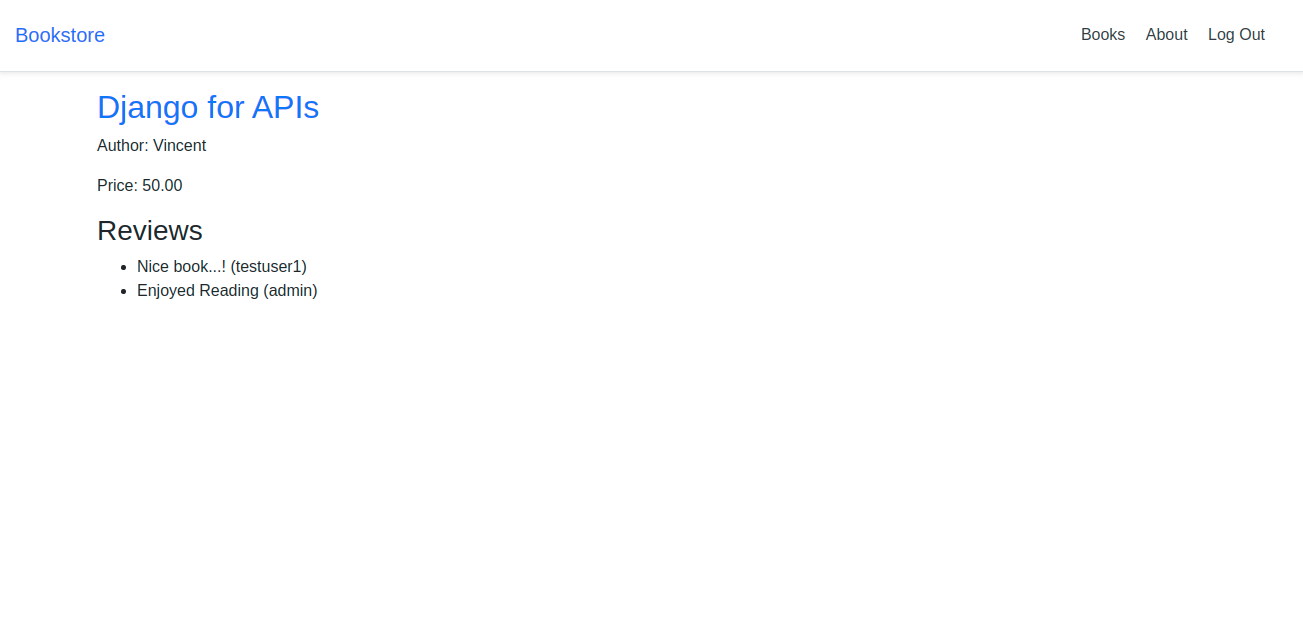 Bookstore Books About Log Out
Django for APIs
Author: Vincent
Price: 50.00
Reviews
Nice book...! (testuser1)
Enjoyed Reading (admin)